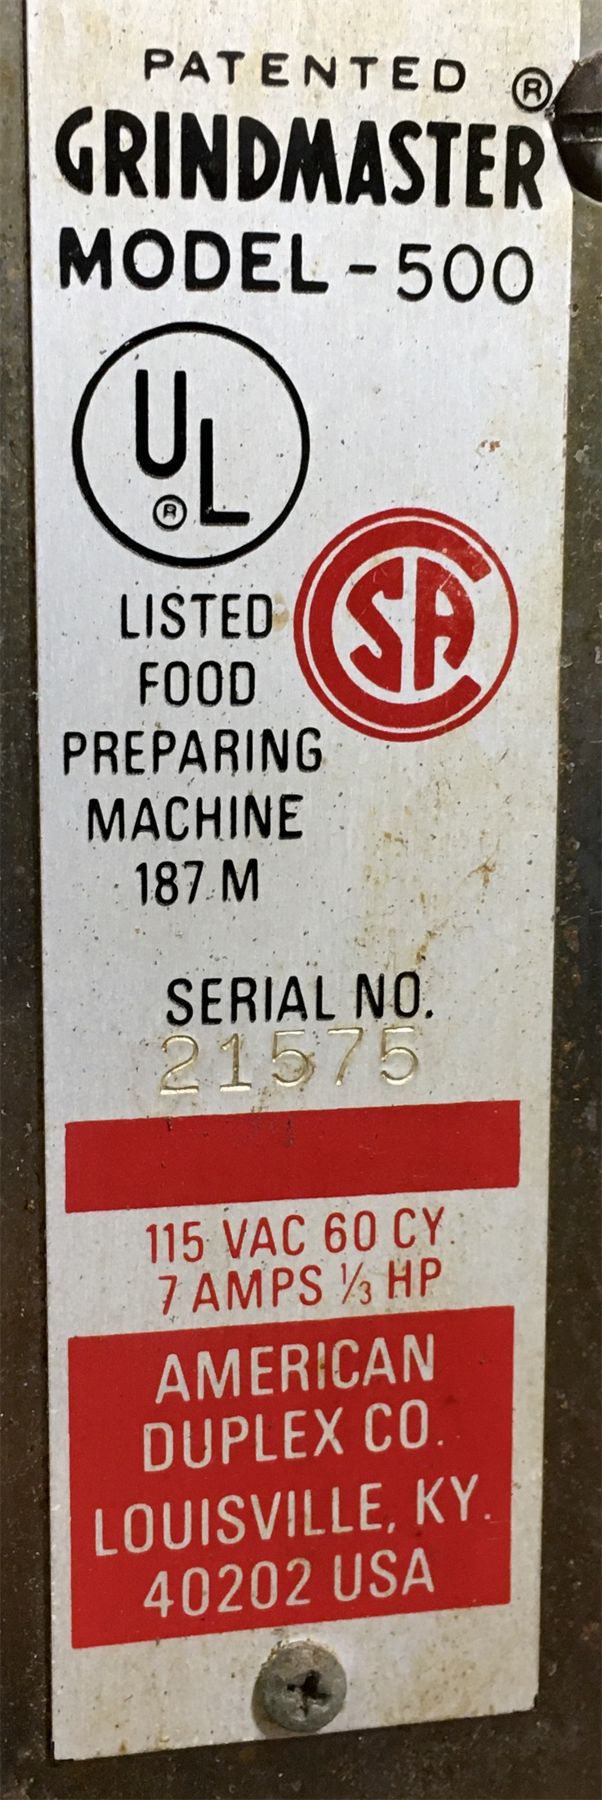 PATENTED
GRINDMASTER®
MODEL-500
UL®
CSA
LISTED
FOOD
PREPARING
MACHINE
187 M
SERIAL NO.
21575
115 VAC 60 CY.
7 AMPS ⅓ HP
AMERICAN
DUPLEX CO.
LOUISVILLE, KY.
40202 USA